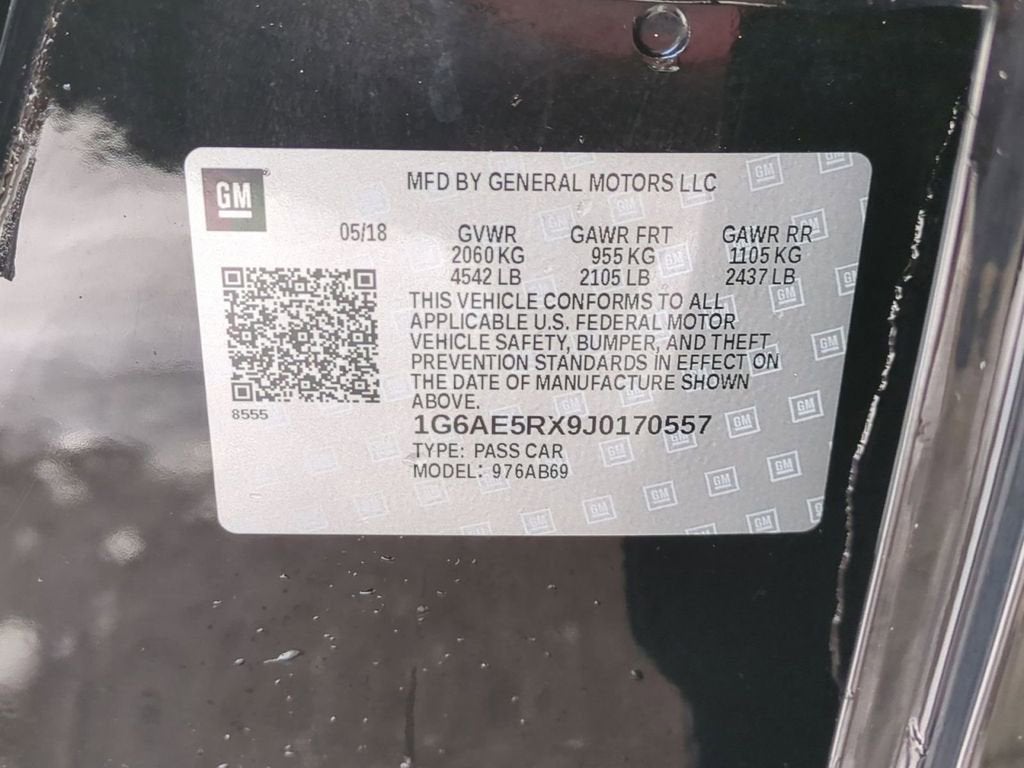 GM
MFD BY GENERAL MOTORS LLC
05/18 GVWR GAWR FRT GAWR RR
2060 KG 955 KG 1105 KG
4542 LB 2105 LB 2437 LB
THIS VEHICLE CONFORMS TO ALL
APPLICABLE U.S. FEDERAL MOTOR
VEHICLE SAFETY, BUMPER, AND THEFT
PREVENTION STANDARDS IN EFFECT ON
THE DATE OF MANUFACTURE SHOWN
ABOVE.
8555
1G6AE5RX9J0170557
TYPE: PASS CAR
MODEL: 976AB69